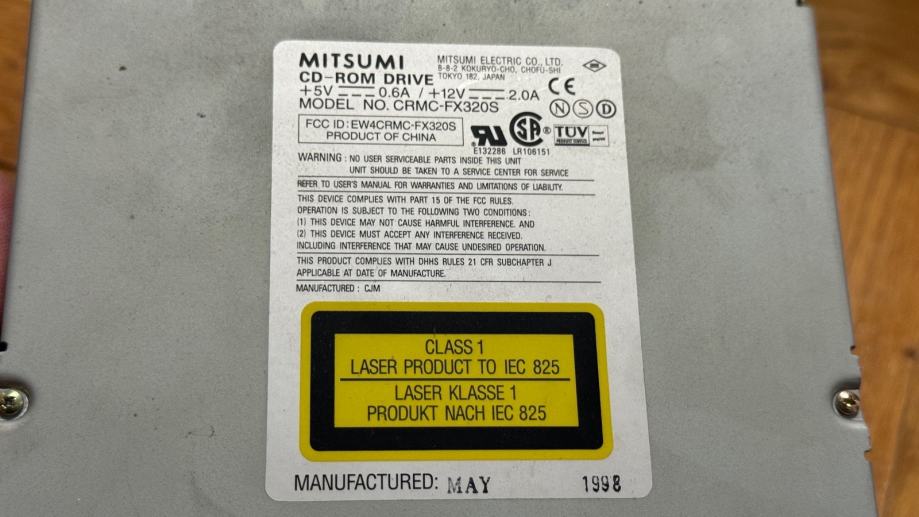 MITSUMI
MITSUMI ELECTRIC CO., LTD.
8-8-2 KOKURYO-CHO, CHOFU-SHI
TOKYO 182, JAPAN
CD-ROM DRIVE
+5V 0.6A / +12V 2.0A
CE
MODEL NO. CRMC-FX320S
N S D
FCC ID: EW4CRMC-FX320S
PRODUCT OF CHINA
E132286 LR106151
TÜV
PRODUCT SERVICE
WARNING : NO USER SERVICEABLE PARTS INSIDE THIS UNIT
UNIT SHOULD BE TAKEN TO A SERVICE CENTER FOR SERVICE
REFER TO USER'S MANUAL FOR WARRANTIES AND LIMITATIONS OF LIABILITY.
THIS DEVICE COMPLIES WITH PART 15 OF THE FCC RULES.
OPERATION IS SUBJECT TO THE FOLLOWING TWO CONDITIONS:
(1) THIS DEVICE MAY NOT CAUSE HARMFUL INTERFERENCE. AND
(2) THIS DEVICE MUST ACCEPT ANY INTERFERENCE RECEIVED.
INCLUDING INTERFERENCE THAT MAY CAUSE UNDESIRED OPERATION.
THIS PRODUCT COMPLIES WITH DHHS RULES 21 CFR SUBCHAPTER J
APPLICABLE AT DATE OF MANUFACTURE.
MANUFACTURED : CJM
CLASS 1
LASER PRODUCT TO IEC 825
LASER KLASSE 1
PRODUKT NACH IEC 825
MANUFACTURED: MAY 1998